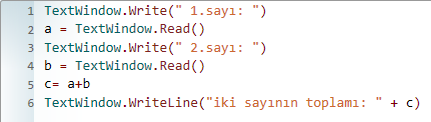 1 TextWindow.Write(" 1.sayı: ")
2 a = TextWindow.Read()
3 TextWindow.Write(" 2.sayı: ")
4 b = TextWindow.Read()
5 c= a+b
6 TextWindow.WriteLine("iki sayının toplamı: " + c)